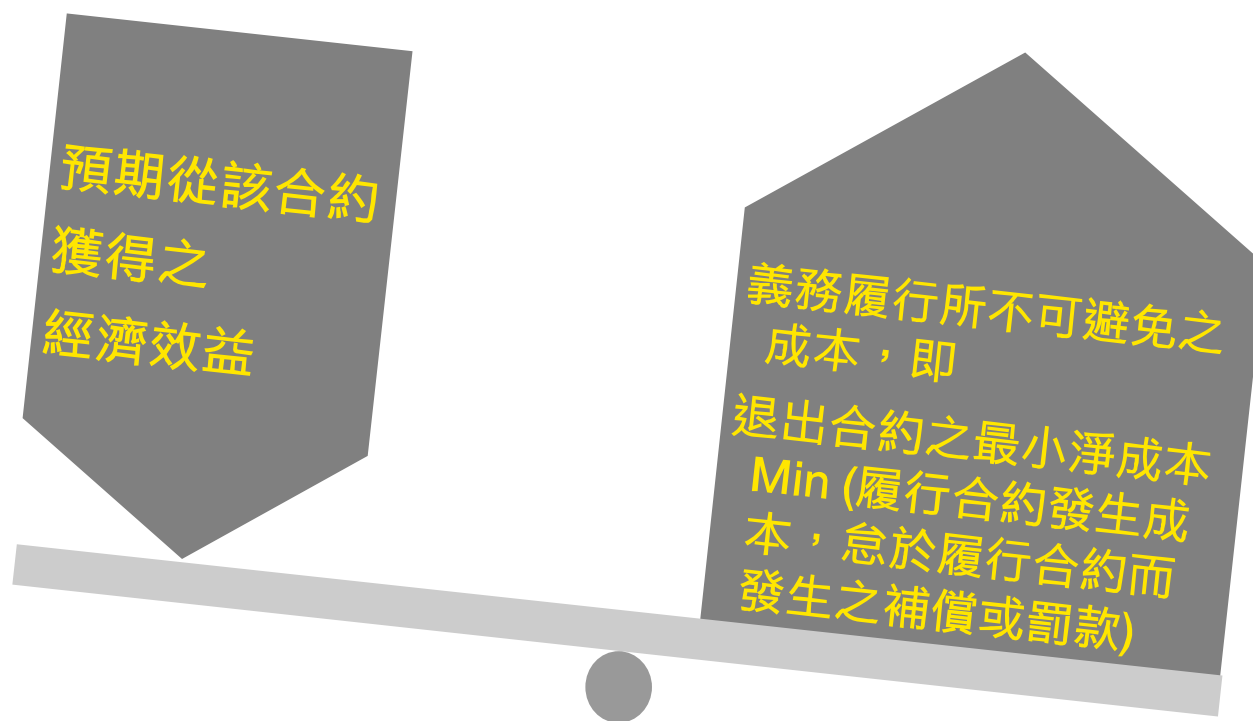 預期從該合約
獲得之
經濟效益
義務履行所不可避免之
成本，即
退出合約之最小淨成本
Min (履行合約發生成
本，怠於履行合約而
發生之補償或罰款)